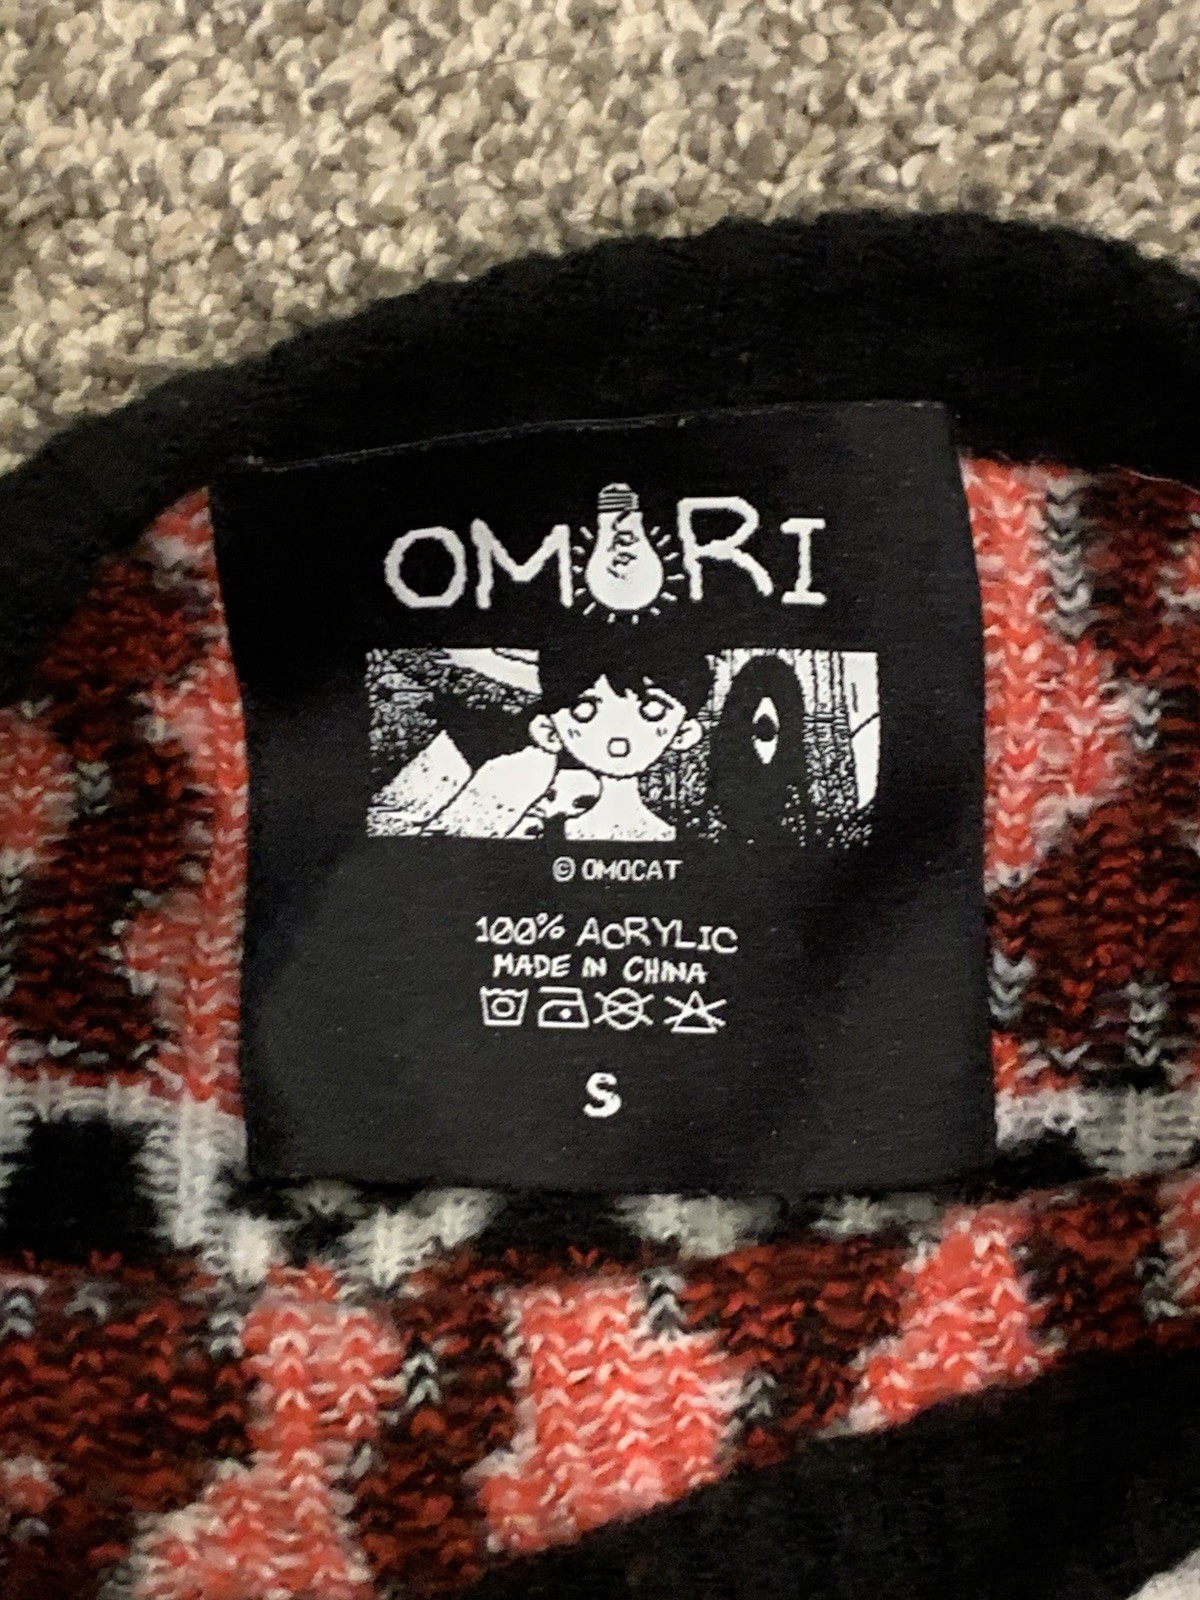 OMORI
© OMOCAT
100% ACRYLIC
MADE IN CHINA
S